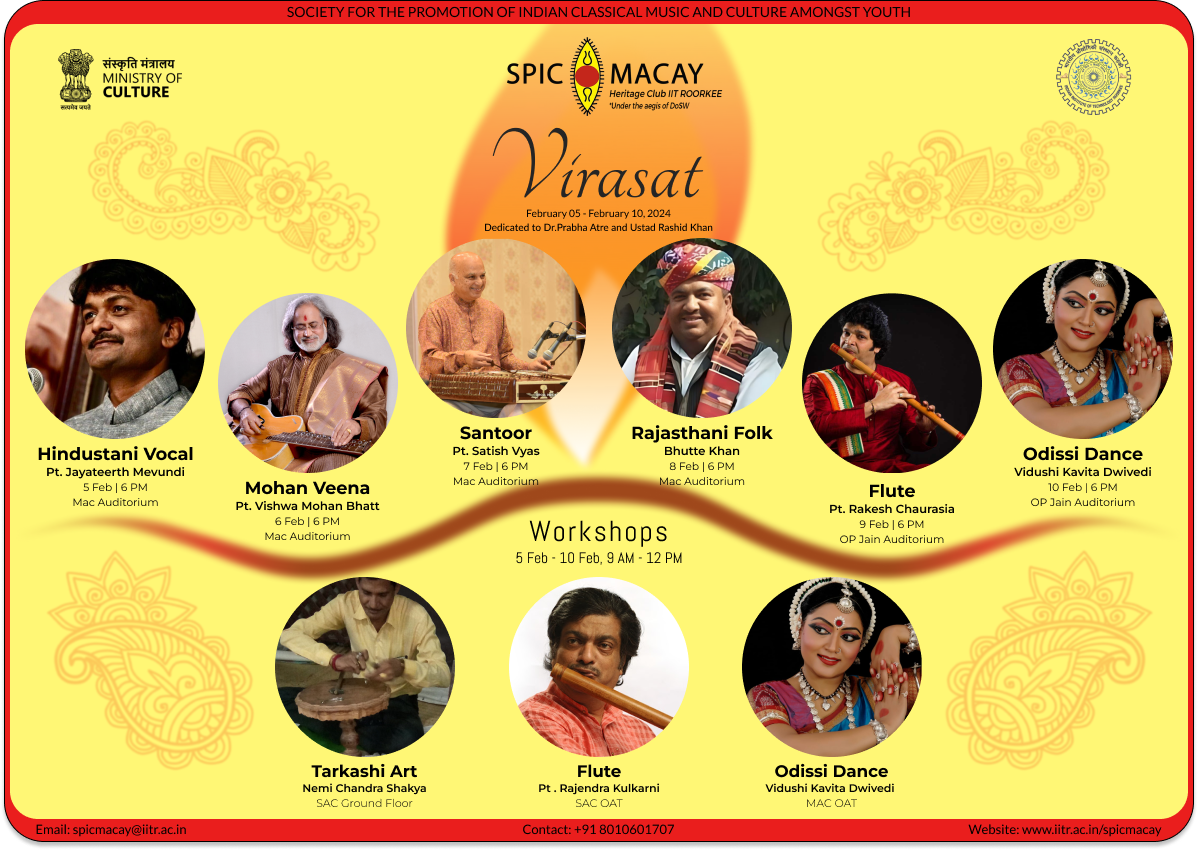 SOCIETY FOR THE PROMOTION OF INDIAN CLASSICAL MUSIC AND CULTURE AMONGST YOUTH
संस्कृति मंत्रालय
MINISTRY OF
CULTURE
सत्यमेव जयते
SPIC MACAY
Heritage Club IIT ROORKEE
*Under the aegis of DoSW
Virasat
February 05 - February 10, 2024
Dedicated to Dr.Prabha Atre and Ustad Rashid Khan
Hindustani Vocal
Pt. Jayateerth Mevundi
5 Feb | 6 PM
Mac Auditorium
Mohan Veena
Pt. Vishwa Mohan Bhatt
6 Feb | 6 PM
Mac Auditorium
Santoor
Pt. Satish Vyas
7 Feb | 6 PM
Mac Auditorium
Rajasthani Folk
Bhutte Khan
8 Feb | 6 PM
Mac Auditorium
Flute
Pt. Rakesh Chaurasia
9 Feb | 6 PM
OP Jain Auditorium
Odissi Dance
Vidushi Kavita Dwivedi
10 Feb | 6 PM
OP Jain Auditorium
Workshops
5 Feb - 10 Feb, 9 AM - 12 PM
Tarkashi Art
Nemi Chandra Shakya
SAC Ground Floor
Flute
Pt . Rajendra Kulkarni
SAC OAT
Odissi Dance
Vidushi Kavita Dwivedi
MAC OAT
Email: spicmacay@iitr.ac.in
Contact: +91 8010601707
Website: www.iitr.ac.in/spicmacay